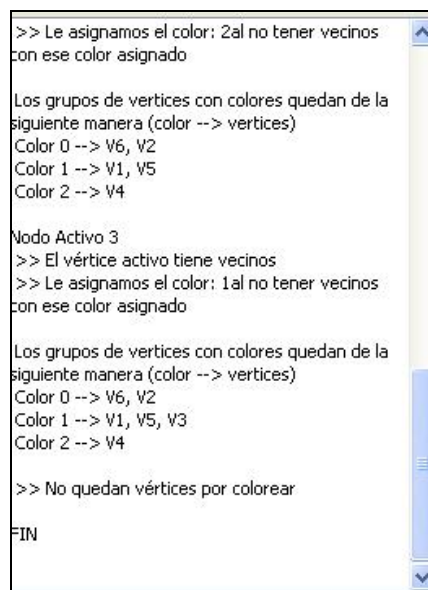 >> Le asignamos el color: 2al no tener vecinos
con ese color asignado
Los grupos de vertices con colores quedan de la
siguiente manera (color --> vertices)
Color 0 --> V6, V2
Color 1 --> V1, V5
Color 2 --> V4
Nodo Activo 3
>> El vértice activo tiene vecinos
>> Le asignamos el color: 1al no tener vecinos
con ese color asignado
Los grupos de vertices con colores quedan de la
siguiente manera (color --> vertices)
Color 0 --> V6, V2
Color 1 --> V1, V5, V3
Color 2 --> V4
>> No quedan vértices por colorear
FIN